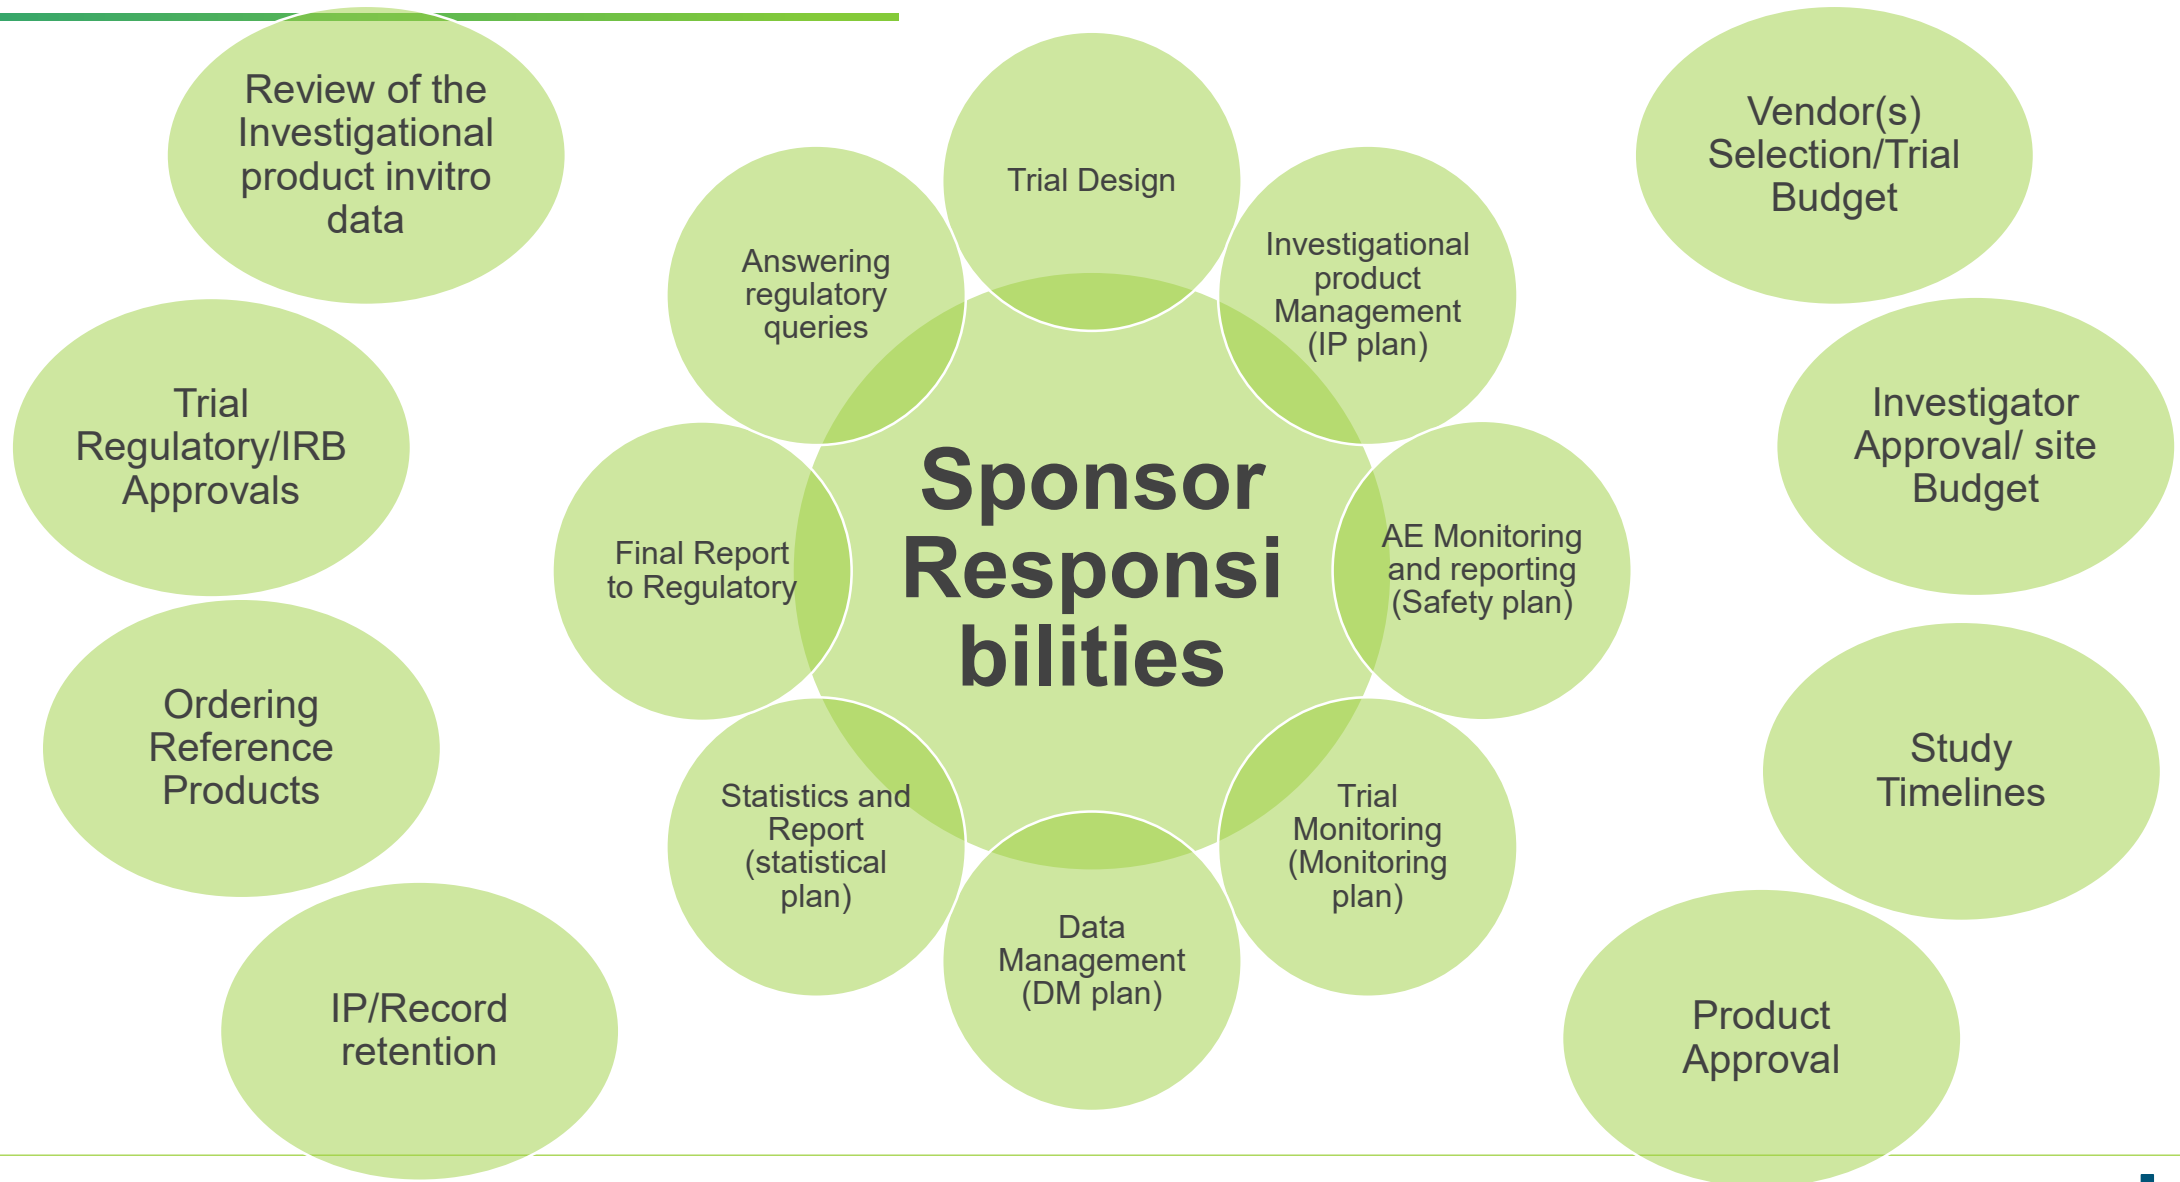 Review of the
Investigational
product invitro
data
Trial
Regulatory/IRB
Approvals
Ordering
Reference
Products
IP/Record
retention
Sponsor
Responsi
bilities
Trial Design
Investigational
product
Management
(IP plan)
AE Monitoring
and reporting
(Safety plan)
Trial
Monitoring
(Monitoring
plan)
Data
Management
(DM plan)
Statistics and
Report
(statistical
plan)
Final Report
to Regulatory
Answering
regulatory
queries
Vendor(s)
Selection/Trial
Budget
Investigator
Approval/ site
Budget
Study
Timelines
Product
Approval